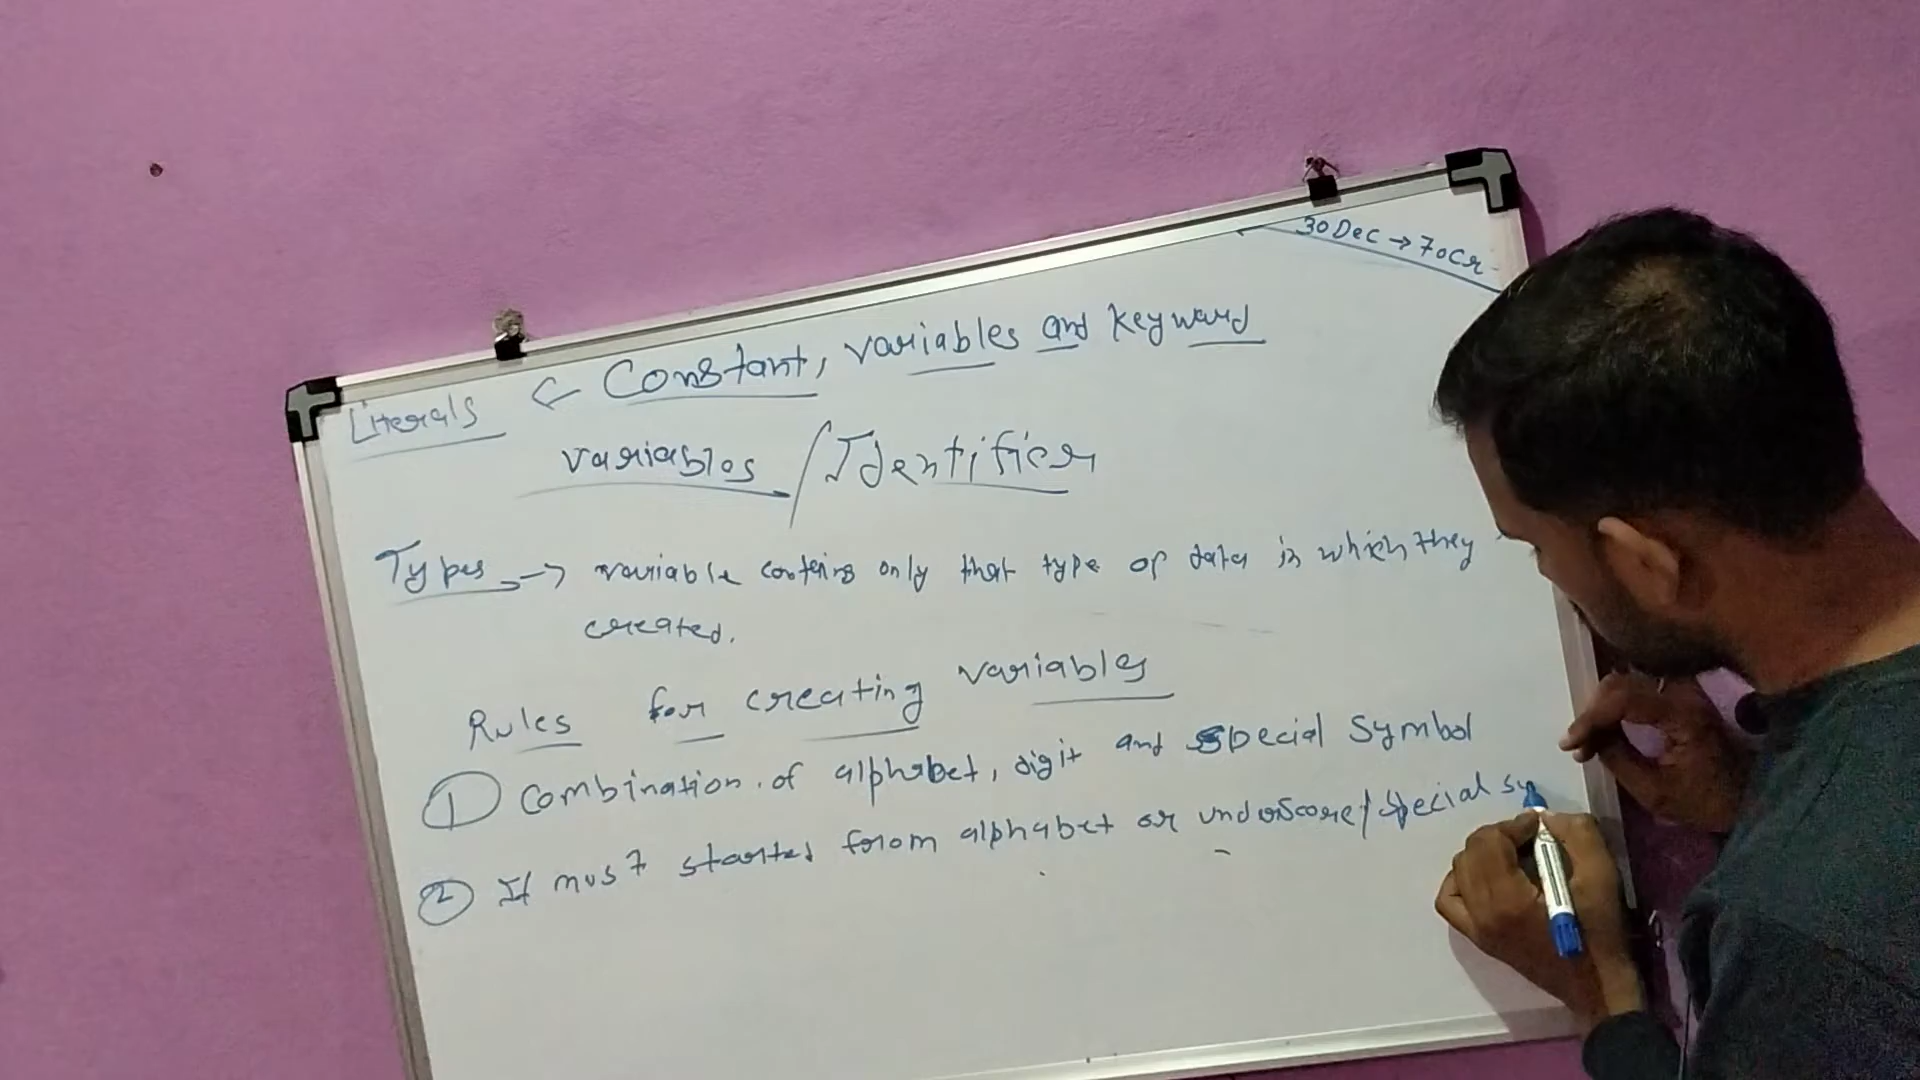 30 Dec → 70cr
Constant, variables and keyward
Literals ←
variables / Identifier
Types → variable contains only that type of data in which they
created.
Rules for creating variables
① Combination of alphabet, digit and special symbol
② It must started from alphabet or underscore / special sy